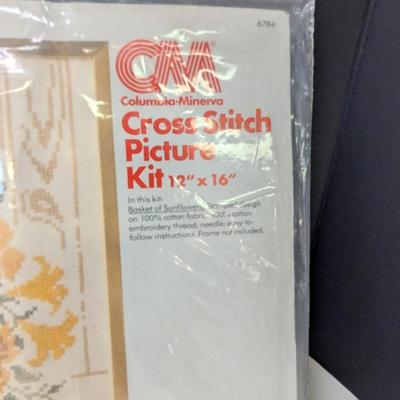 6784
CM
Columbia-Minerva
Cross Stitch
Picture
Kit 12" x 16"
In this kit:
Basket of Sunflowers design
on 100% cotton fabric, 100% cotton
embroidery thread, needle, easy-to-
follow instructions. Frame not included.